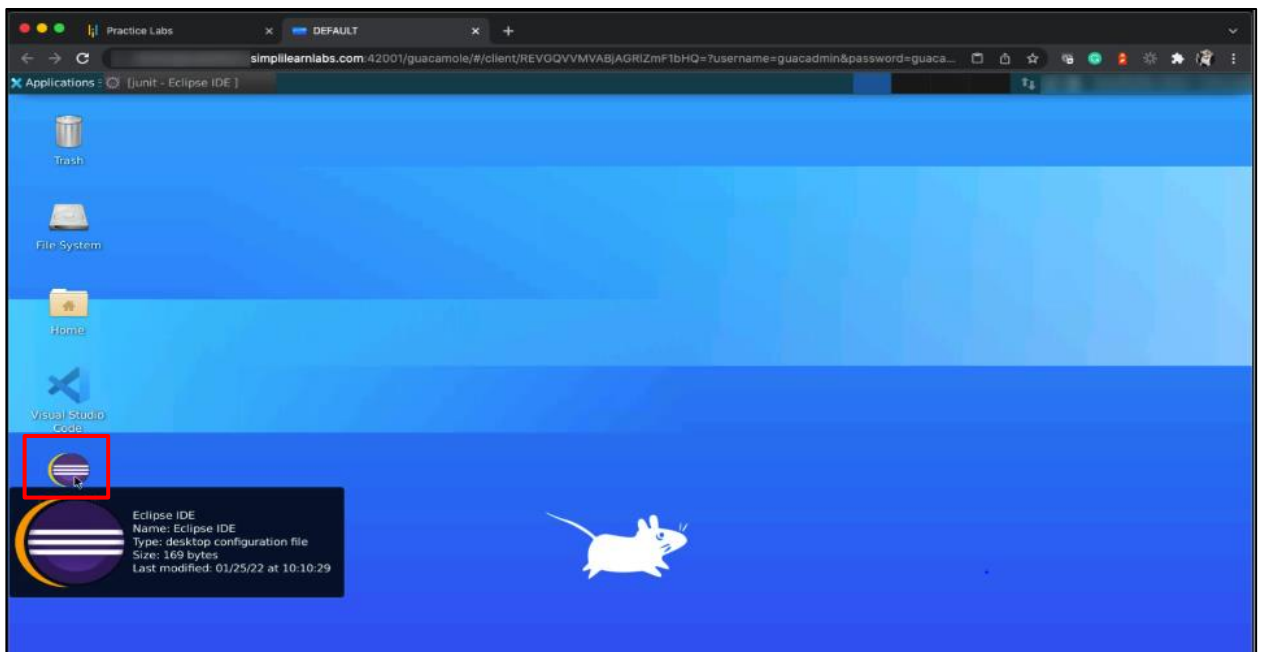 Practice Labs
DEFAULT
simplilearnlabs.com:42001/guacamole/#/client/REVGQVVMVABjAGRlZmF1bHQ=?username=guacadmin&password=guaca...
Applications
[junit - Eclipse IDE ]
Trash
File System
Home
Visual Studio
Code
Eclipse IDE
Name: Eclipse IDE
Type: desktop configuration file
Size: 169 bytes
Last modified: 01/25/22 at 10:10:29